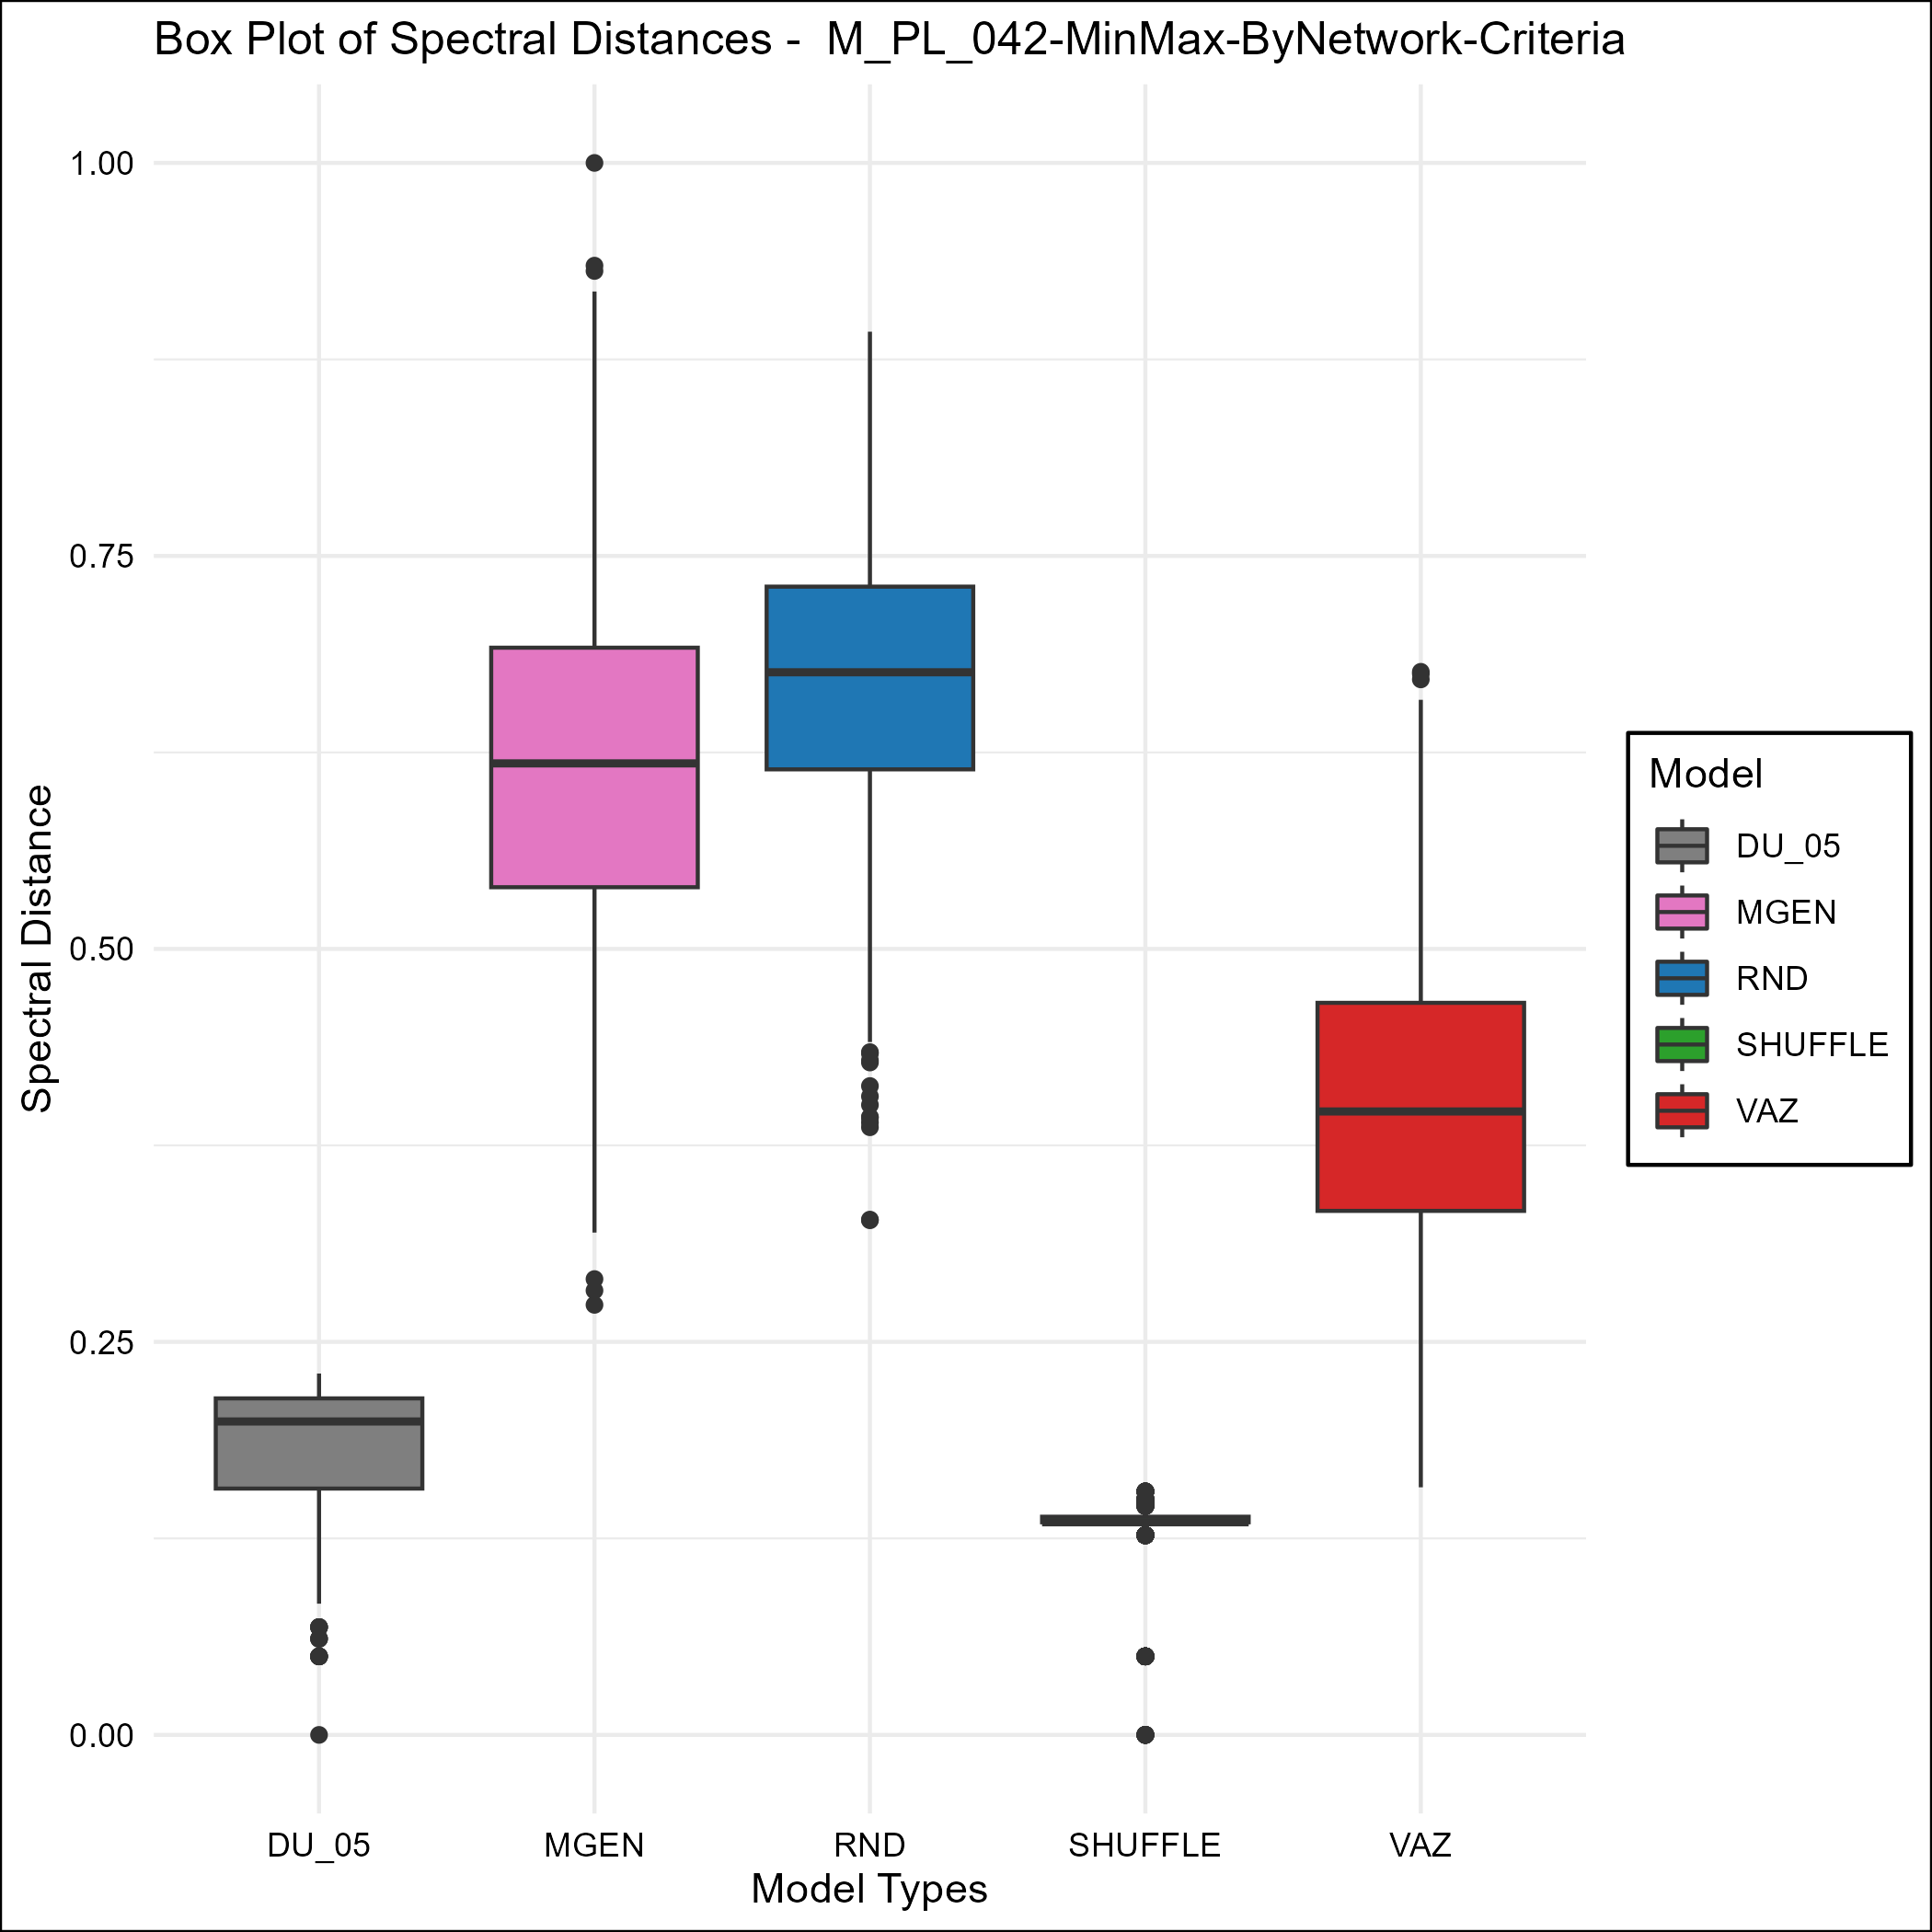 Box Plot of Spectral Distances -  M_PL_042-MinMax-ByNetwork-Criteria
Spectral Distance
1.00
0.75
0.50
0.25
0.00
DU_05
MGEN
RND
SHUFFLE
VAZ
Model Types
Model
DU_05
MGEN
RND
SHUFFLE
VAZ